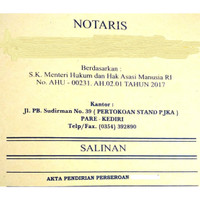 NOTARIS
Berdasarkan :
S.K. Menteri Hukum dan Hak Asasi Manusia RI
No. AHU - 00231. AH.02.01 TAHUN 2017
Kantor :
Jl. PB. Sudirman No. 39 ( PERTOKOAN STAND PJKA )
PARE - KEDIRI
Telp/Fax. (0354) 392890
SALINAN
AKTA PENDIRIAN PERSEROAN